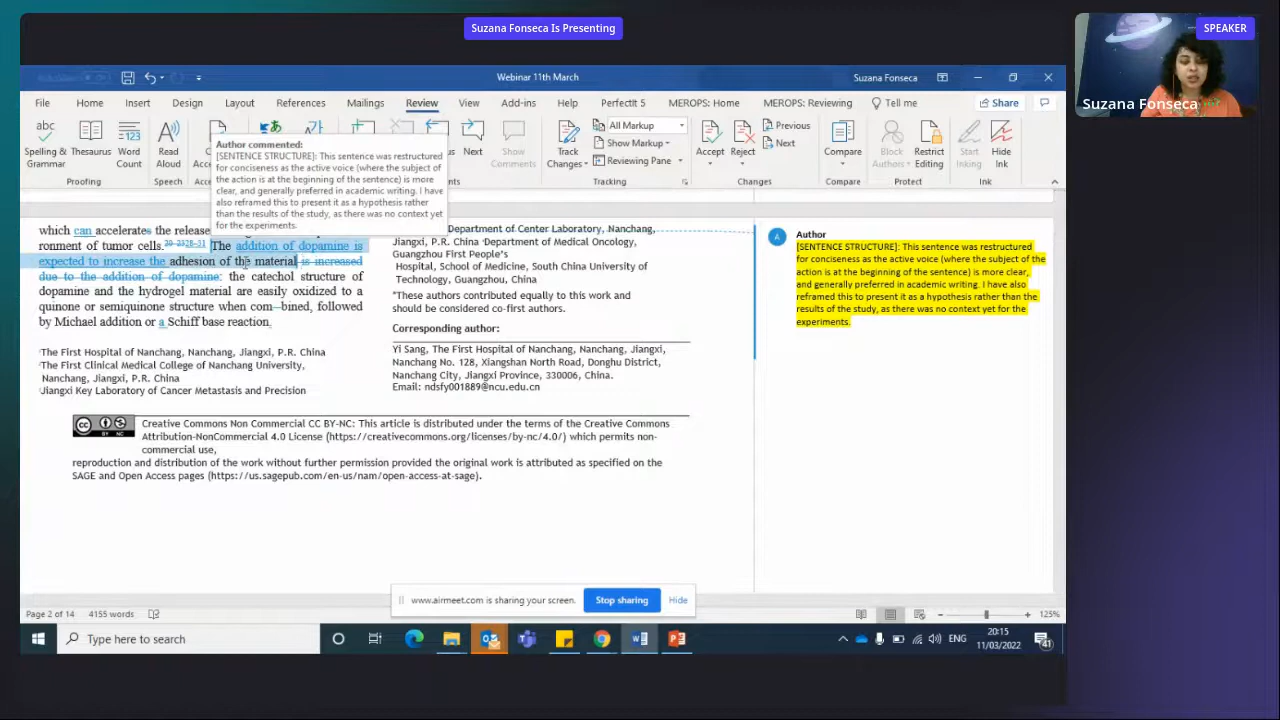 Suzana Fonseca Is Presenting
SPEAKER
Suzana Fonseca
Webinar 11th March
Suzana Fonseca
File Home Insert Design Layout References Mailings Review View Add-ins Help Perfectit 5 MEROPS: Home MEROPS: Reviewing Tell me Share
abc
Spelling & Grammar
Thesaurus
123
Word Count
Read Aloud
Next
Show Comments
Track Changes
All Markup
Show Markup
Reviewing Pane
Accept
Reject
Previous
Next
Compare
Block Authors
Restrict Editing
Start Inking
Hide Ink
Proofing Speech Tracking Changes Compare Protect Ink
Author commented:
[SENTENCE STRUCTURE]: This sentence was restructured
for conciseness as the active voice (where the subject of
the action is at the beginning of the sentence) is more
clear, and generally preferred in academic writing. I have
also reframed this to present it as a hypothesis rather
than the results of the study, as there was no context yet
for the experiments.
which can accelerates the release
ronment of tumor cells. The addition of dopamine is
expected to increase the adhesion of the material is increased
due to the addition of dopamine: the catechol structure of
dopamine and the hydrogel material are easily oxidized to a
quinone or semiquinone structure when com-bined, followed
by Michael addition or a Schiff base reaction.
The First Hospital of Nanchang, Nanchang, Jiangxi, P.R. China
The First Clinical Medical College of Nanchang University,
Nanchang, Jiangxi, P.R. China
Jiangxi Key Laboratory of Cancer Metastasis and Precision
Department of Center Laboratory, Nanchang,
Jiangxi, P.R. China Department of Medical Oncology,
Guangzhou First People's
Hospital, School of Medicine, South China University of
Technology, Guangzhou, China
*These authors contributed equally to this work and
should be considered co-first authors.
Corresponding author:
Yi Sang, The First Hospital of Nanchang, Nanchang, Jiangxi,
Nanchang No. 128, Xiangshan North Road, Donghu District,
Nanchang City, Jiangxi Province, 330006, China.
Email: ndsfy001889@ncu.edu.cn
CC BY NC
Creative Commons Non Commercial CC BY-NC: This article is distributed under the terms of the Creative Commons
Attribution-NonCommercial 4.0 License (https://creativecommons.org/licenses/by-nc/4.0/) which permits non-
commercial use,
reproduction and distribution of the work without further permission provided the original work is attributed as specified on the
SAGE and Open Access pages (https://us.sagepub.com/en-us/nam/open-access-at-sage).
A
Author
[SENTENCE STRUCTURE]: This sentence was restructured
for conciseness as the active voice (where the subject of the
action is at the beginning of the sentence) is more clear,
and generally preferred in academic writing. I have also
reframed this to present it as a hypothesis rather than the
results of the study, as there was no context yet for the
experiments.
www.airmeet.com is sharing your screen. Stop sharing Hide
Page 2 of 14 4155 words 125%
Type here to search
ENG
20:15
11/03/2022
41